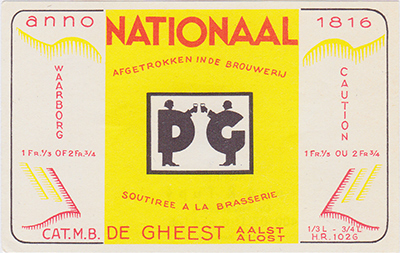 anno NATIONAAL 1816
AFGETROKKEN IN DE BROUWERIJ
WAARBORG
CAUTION
DG
1 FR. 1/3 OF 2 FR. 3/4
1 FR. 1/3 OU 2 FR 3/4
SOUTIREE A LA BRASSERIE
CAT. M.B. DE GHEEST AALST
ALOST
1/3 L - 3/4 L
H.R. 1026